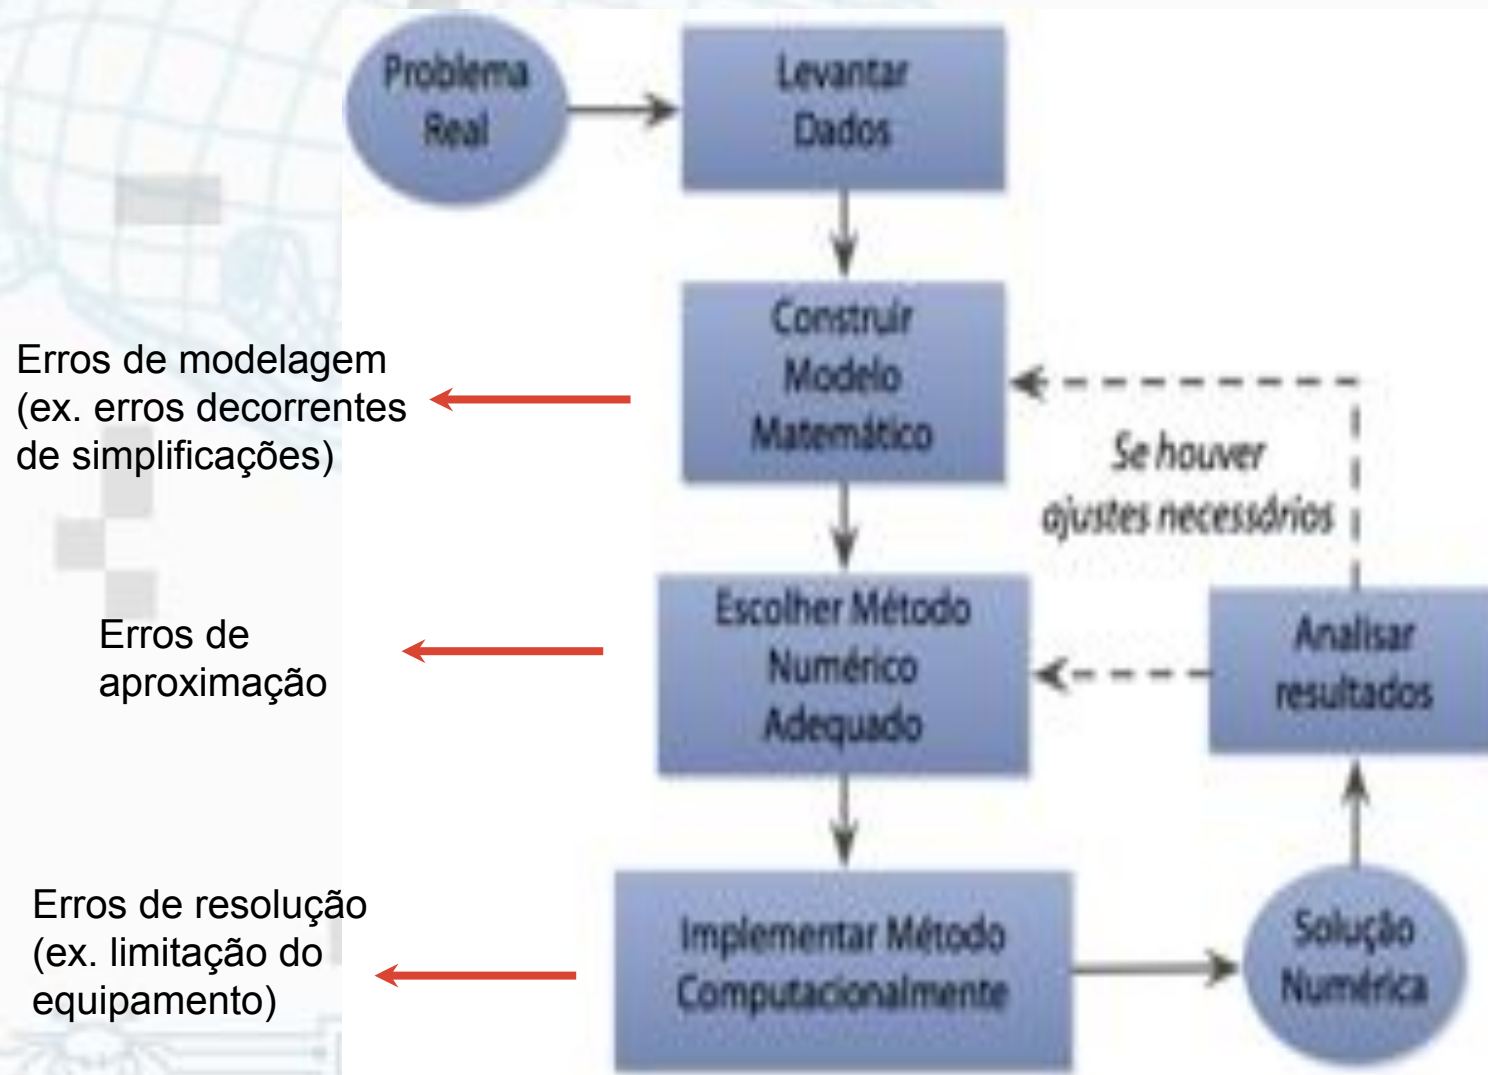 Problema
Real
Levantar
Dados
Construir
Modelo
Matemático
Erros de modelagem
(ex. erros decorrentes
de simplificações)
Se houver
ajustes necessários
Escolher Método
Numérico
Adequado
Analisar
resultados
Erros de
aproximação
Erros de resolução
(ex. limitação do
equipamento)
Implementar Método
Computacionalmente
Solução
Numérica